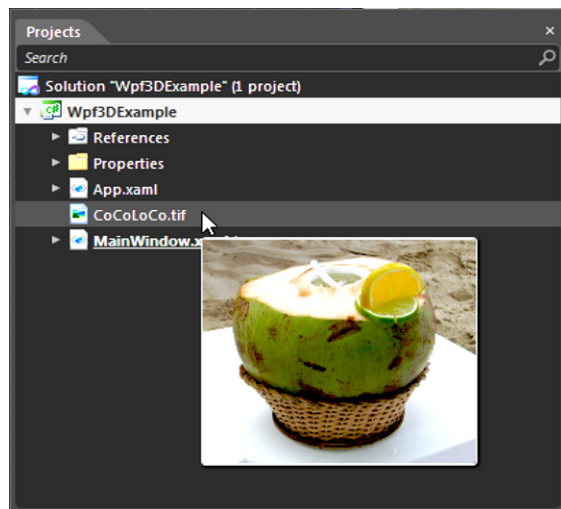 Projects
Search
Solution "Wpf3DExample" (1 project)
Wpf3DExample
References
Properties
App.xaml
CoCoLoCo.tif
MainWindow.x